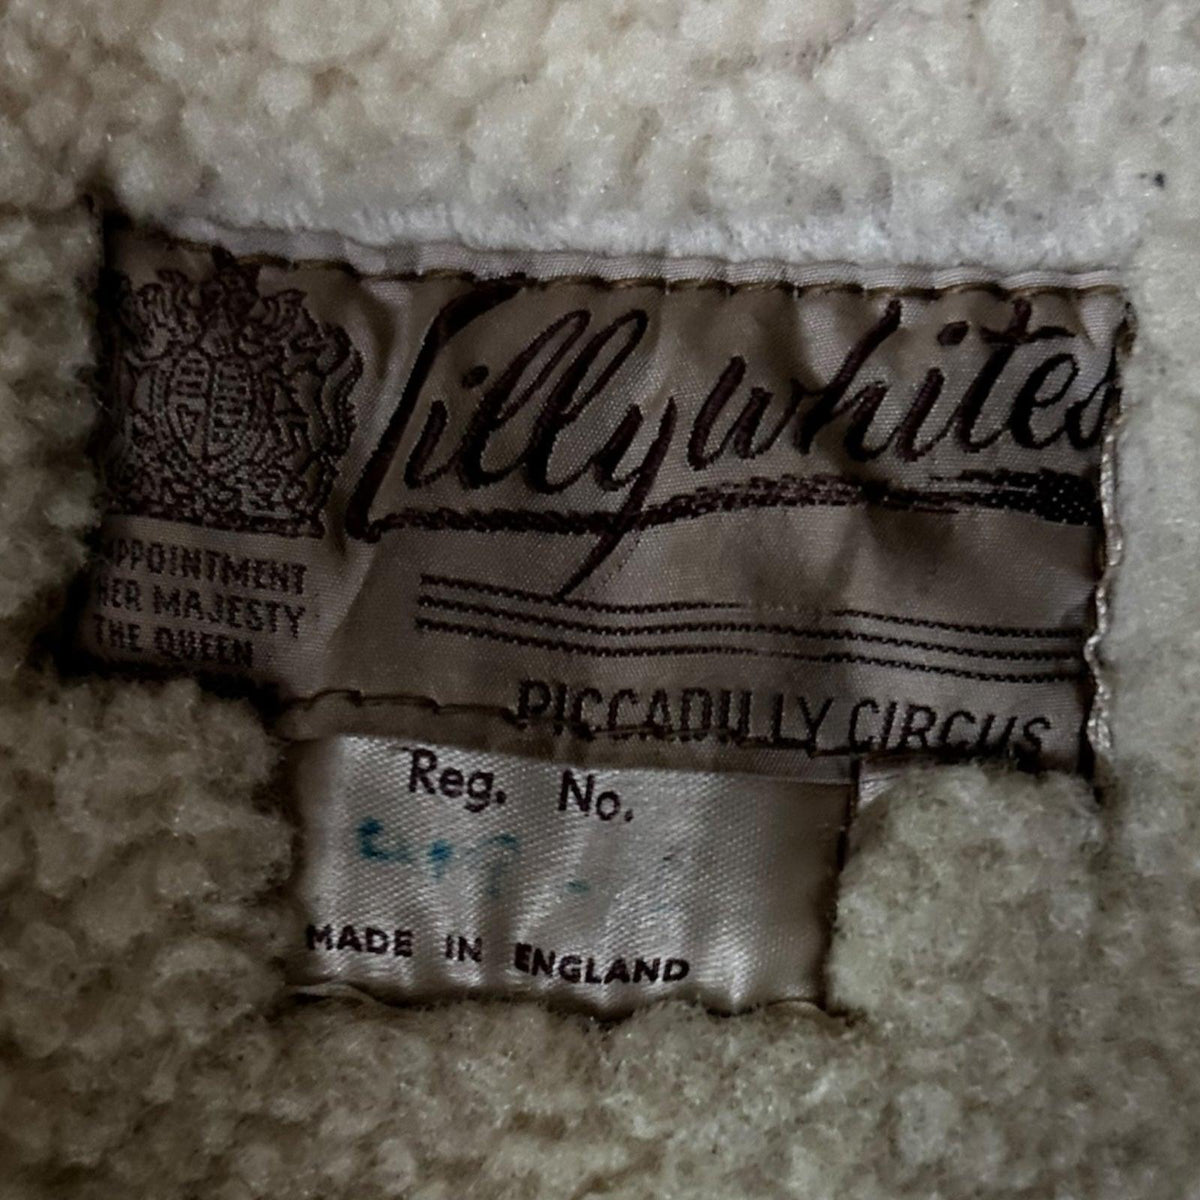 Lillywhites
APPOINTMENT
HER MAJESTY
THE QUEEN
PICCADILLY CIRCUS
Reg. No.
MADE IN ENGLAND